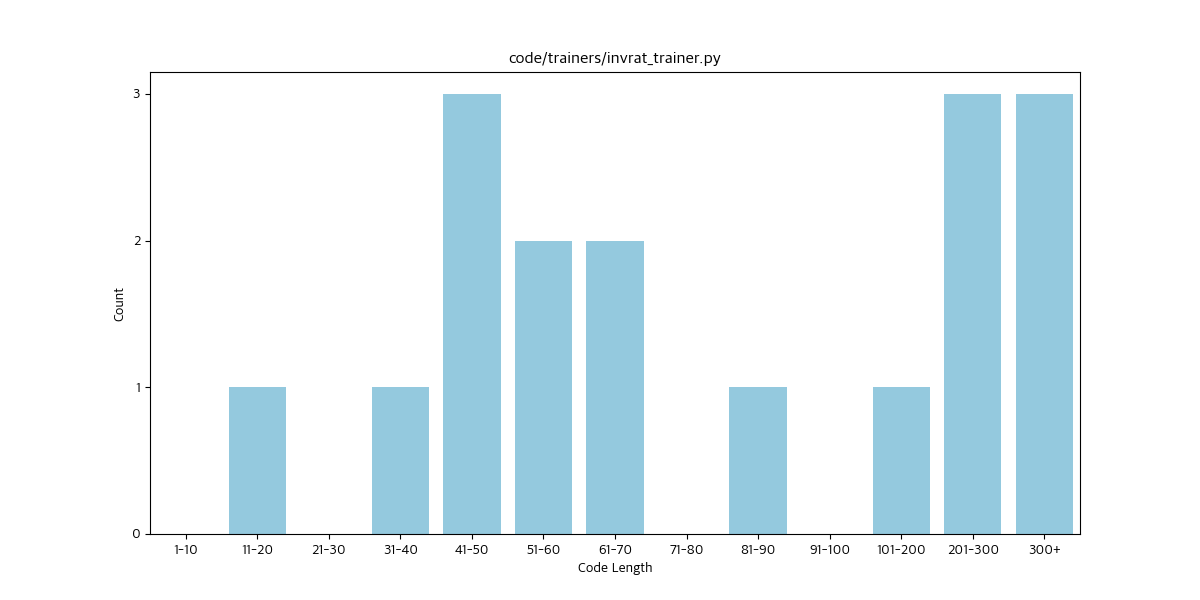 code/trainers/invrat_trainer.py
3
2
1
0
Count
1-10 11-20 21-30 31-40 41-50 51-60 61-70 71-80 81-90 91-100 101-200 201-300 300+
Code Length